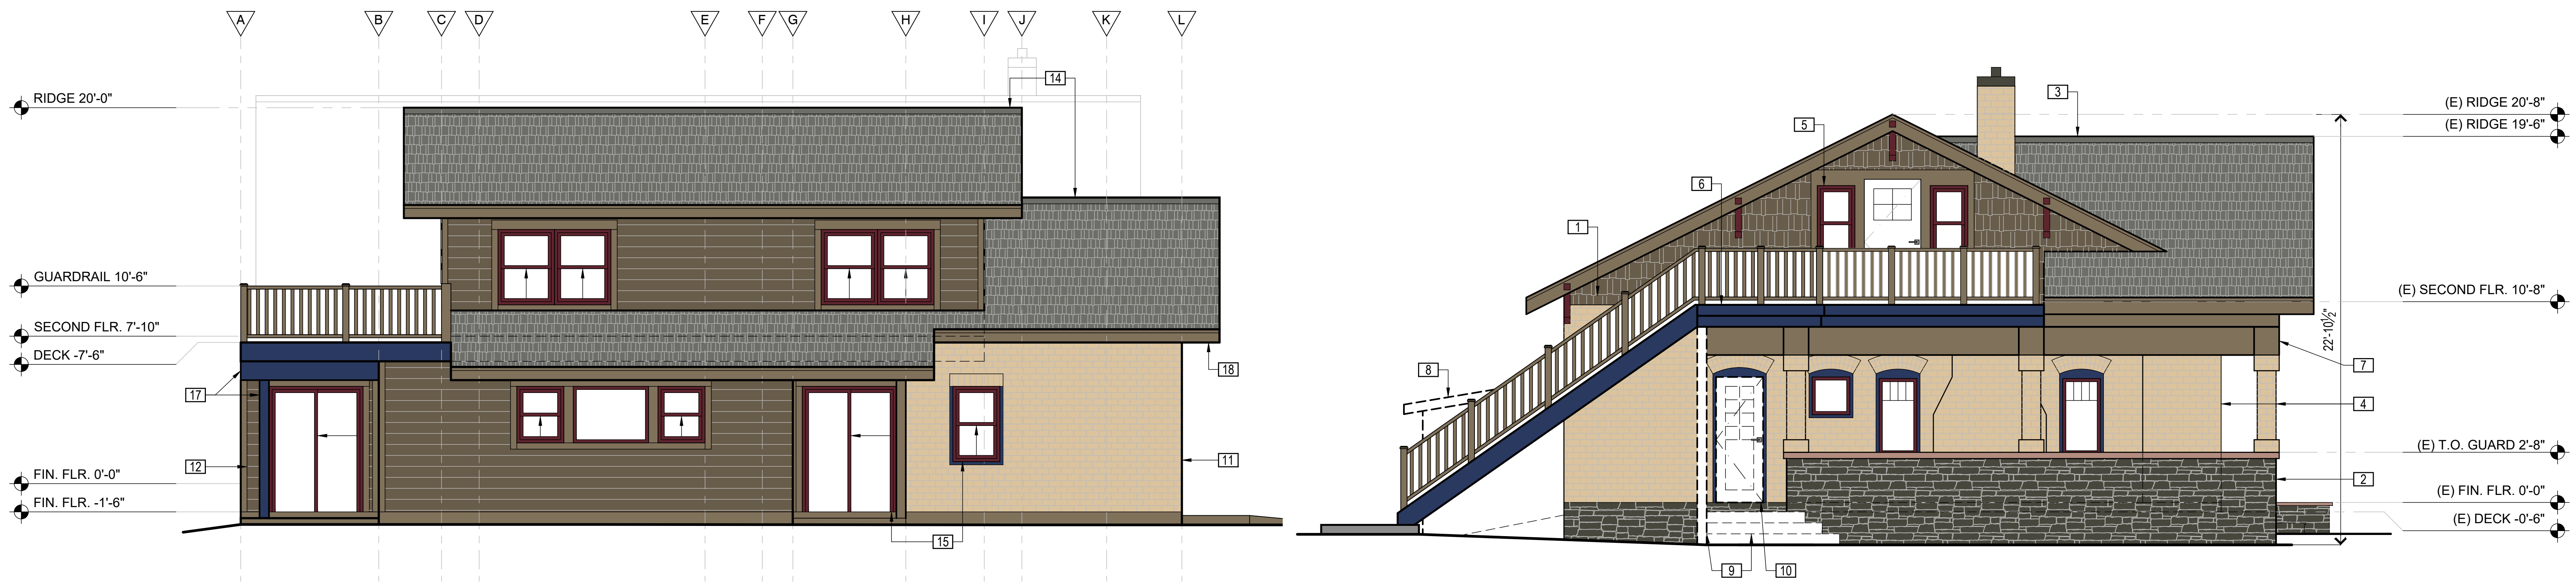 A B C D E F G H I J K L
RIDGE 20'-0"
GUARDRAIL 10'-6"
SECOND FLR. 7'-10"
DECK -7'-6"
FIN. FLR. 0'-0"
FIN. FLR. -1'-6"
14
17
12
18
11
15
3
5
6
1
8
7
4
2
9
10
22'-10½"
(E) RIDGE 20'-8"
(E) RIDGE 19'-6"
(E) SECOND FLR. 10'-8"
(E) T.O. GUARD 2'-8"
(E) FIN. FLR. 0'-0"
(E) DECK -0'-6"